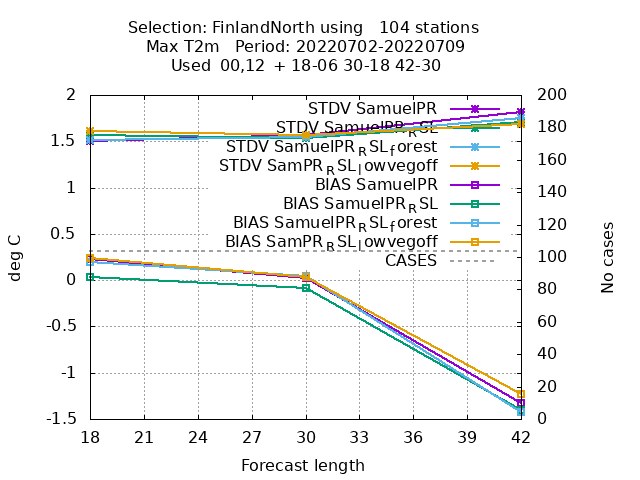 Selection: FinlandNorth using 104 stations
Max T2m Period: 20220702-20220709
Used 00,12 + 18-06 30-18 42-30
STDV SamuelPR
STDV SamuelPR_RSL
STDV SamuelPR_RSL_forest
STDV SamPR_RSL_lowvegoff
BIAS SamuelPR
BIAS SamuelPR_RSL
BIAS SamuelPR_RSL_forest
BIAS SamPR_RSL_lowvegoff
CASES
deg C
2
1.5
1
0.5
0
-0.5
-1
-1.5
No cases
200
180
160
140
120
100
80
60
40
20
0
18 21 24 27 30 33 36 39 42
Forecast length